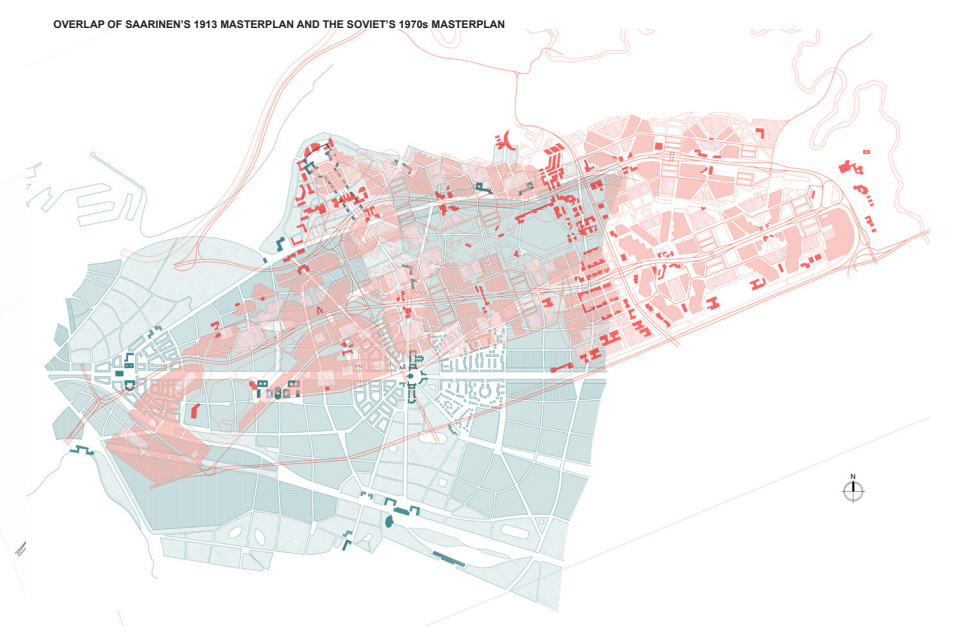 OVERLAP OF SAARINEN’S 1913 MASTERPLAN AND THE SOVIET’S 1970s MASTERPLAN
N